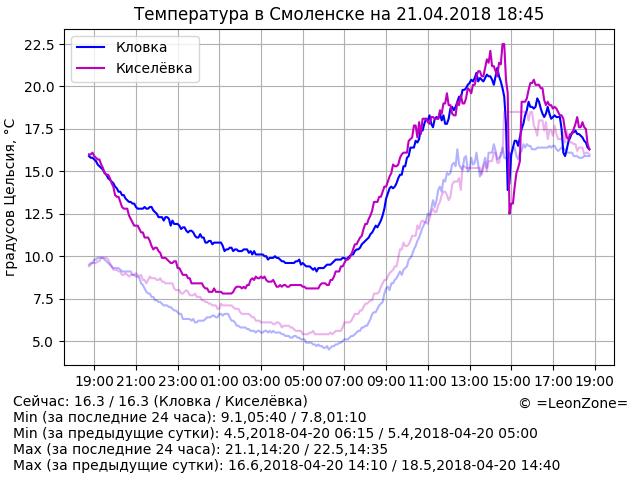 Температура в Смоленске на 21.04.2018 18:45
Кловка
Киселёвка
градусов Цельсия, °C
22.5
20.0
17.5
15.0
12.5
10.0
7.5
5.0
19:00 21:00 23:00 01:00 03:00 05:00 07:00 09:00 11:00 13:00 15:00 17:00 19:00
Сейчас: 16.3 / 16.3 (Кловка / Киселёвка)
© =LeonZone=
Min (за последние 24 часа): 9.1,05:40 / 7.8,01:10
Min (за предыдущие сутки): 4.5,2018-04-20 06:15 / 5.4,2018-04-20 05:00
Max (за последние 24 часа): 21.1,14:20 / 22.5,14:35
Max (за предыдущие сутки): 16.6,2018-04-20 14:10 / 18.5,2018-04-20 14:40